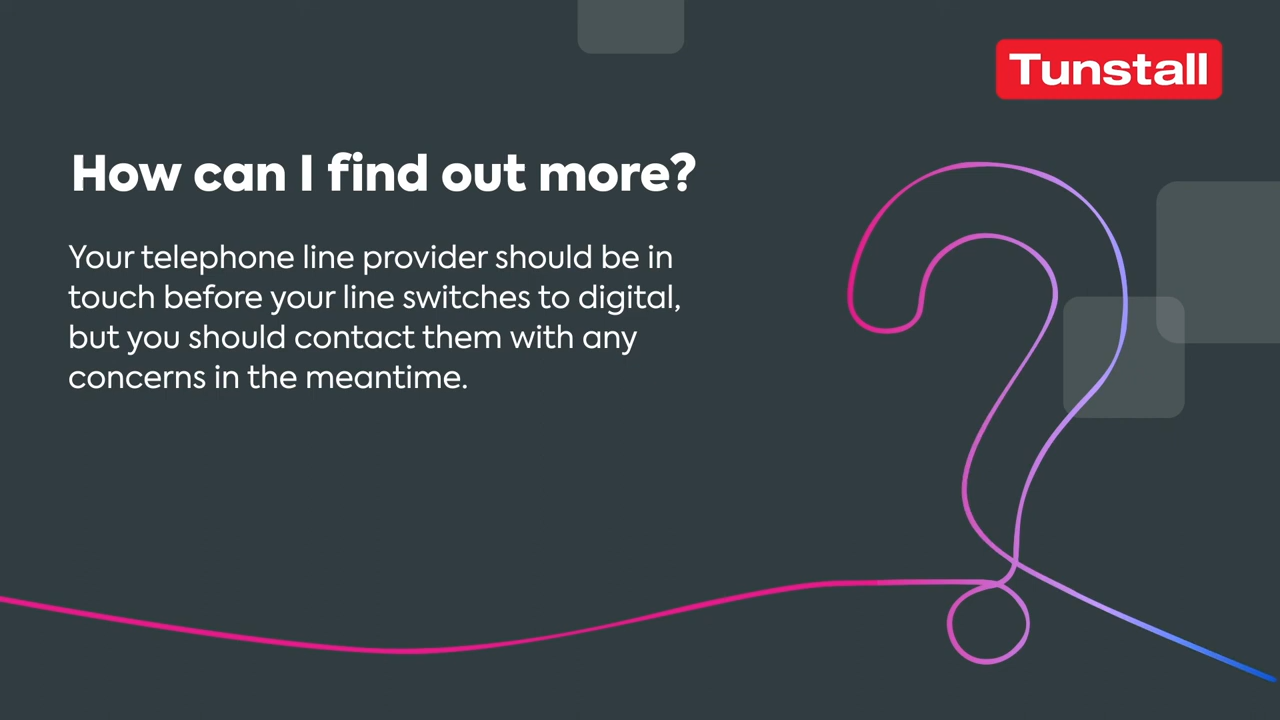 Tunstall
How can I find out more?
Your telephone line provider should be in
touch before your line switches to digital,
but you should contact them with any
concerns in the meantime.